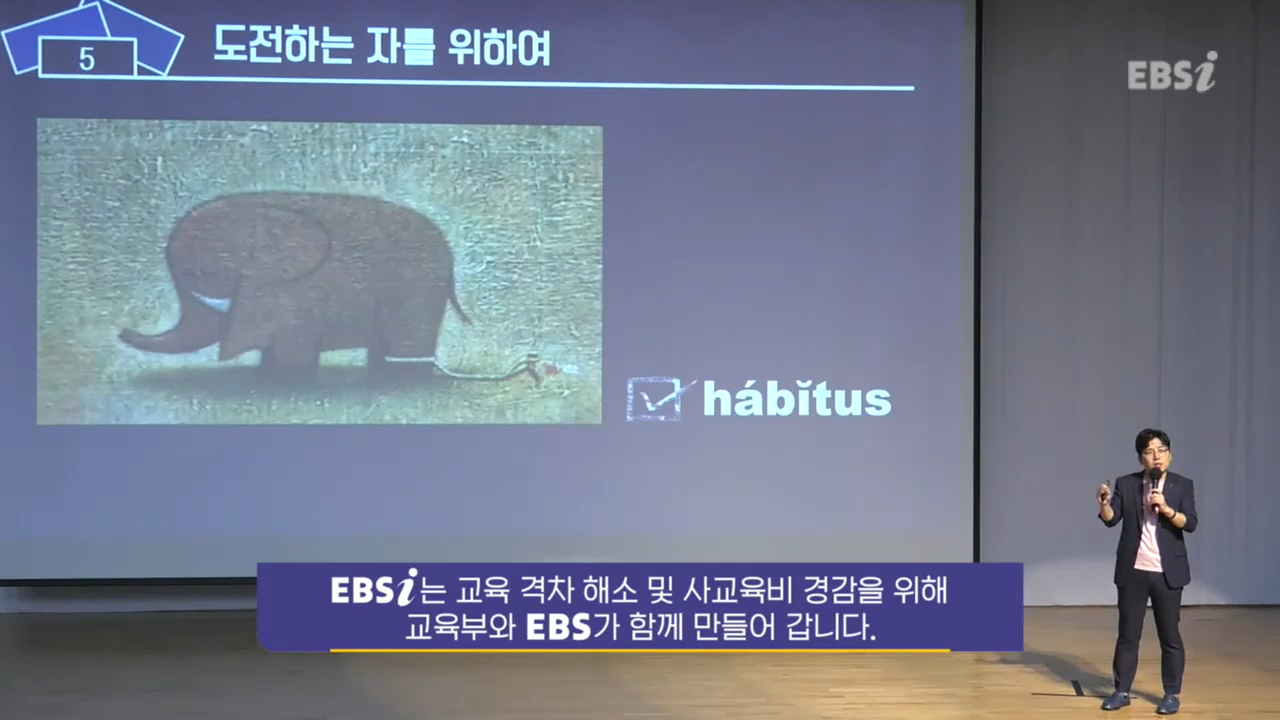 5
도전하는 자를 위하여
EBSi
hábĭtus
EBSi는 교육 격차 해소 및 사교육비 경감을 위해
교육부와 EBS가 함께 만들어 갑니다.